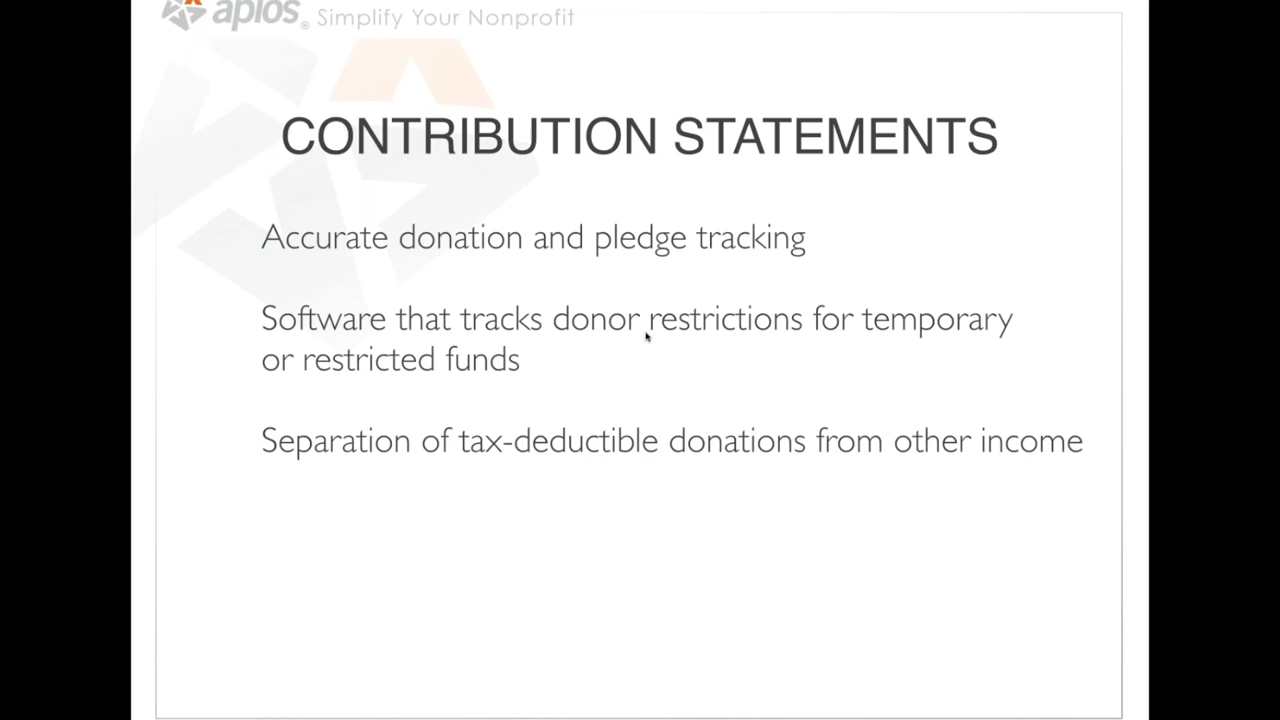 aplos® Simplify Your Nonprofit
CONTRIBUTION STATEMENTS
Accurate donation and pledge tracking
Software that tracks donor restrictions for temporary
or restricted funds
Separation of tax-deductible donations from other income